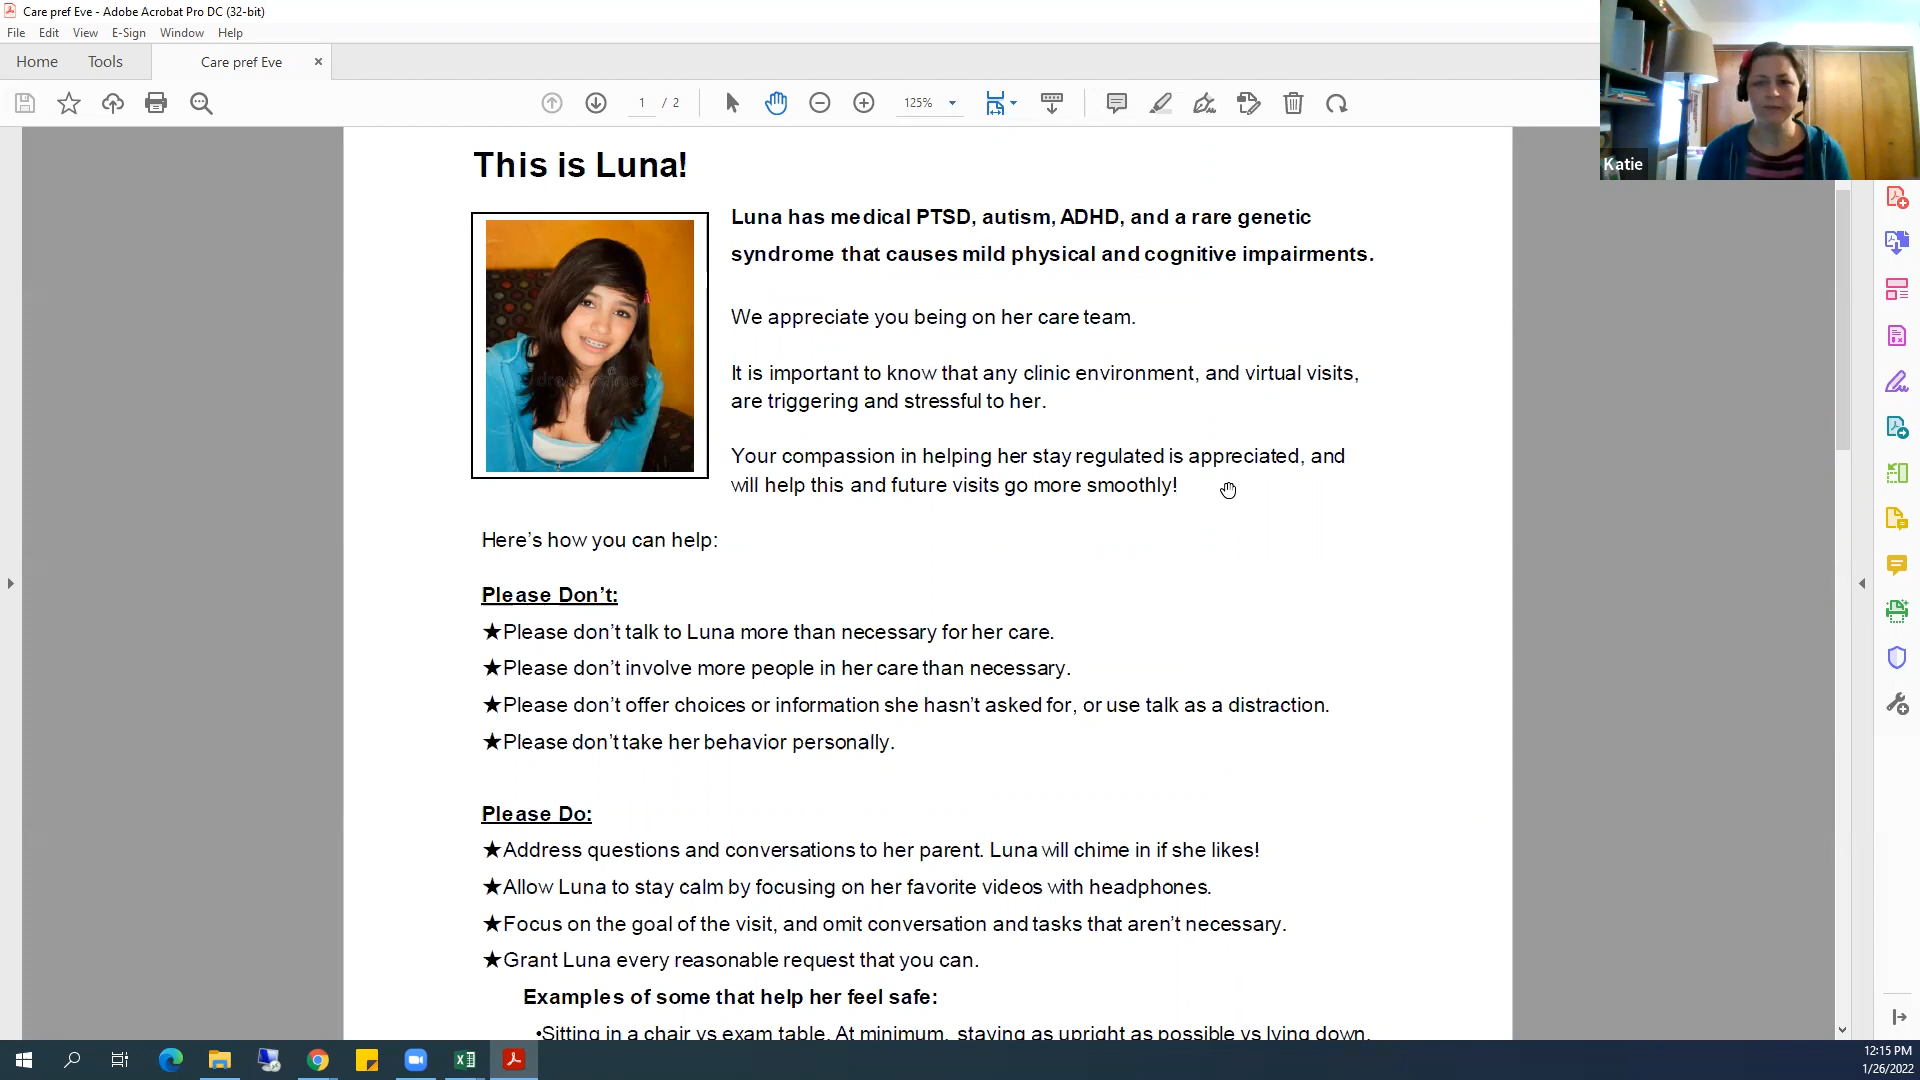 Care pref Eve - Adobe Acrobat Pro DC (32-bit)
File Edit View E-Sign Window Help
Home Tools Care pref Eve ×
1 / 2 125%
Katie
This is Luna!
Luna has medical PTSD, autism, ADHD, and a rare genetic
syndrome that causes mild physical and cognitive impairments.
We appreciate you being on her care team.
It is important to know that any clinic environment, and virtual visits,
are triggering and stressful to her.
Your compassion in helping her stay regulated is appreciated, and
will help this and future visits go more smoothly!
Here's how you can help:
Please Don't:
★Please don't talk to Luna more than necessary for her care.
★Please don't involve more people in her care than necessary.
★Please don't offer choices or information she hasn't asked for, or use talk as a distraction.
★Please don't take her behavior personally.
Please Do:
★Address questions and conversations to her parent. Luna will chime in if she likes!
★Allow Luna to stay calm by focusing on her favorite videos with headphones.
★Focus on the goal of the visit, and omit conversation and tasks that aren't necessary.
★Grant Luna every reasonable request that you can.
Examples of some that help her feel safe:
•Sitting in a chair vs exam table. At minimum, staying as upright as possible vs lying down.
12:15 PM
1/26/2022